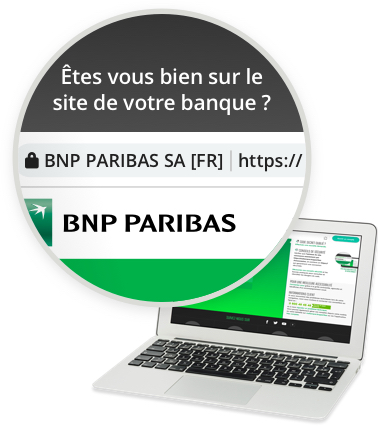 Êtes vous bien sur le
site de votre banque ?
BNP PARIBAS SA [FR] | https://
BNP PARIBAS